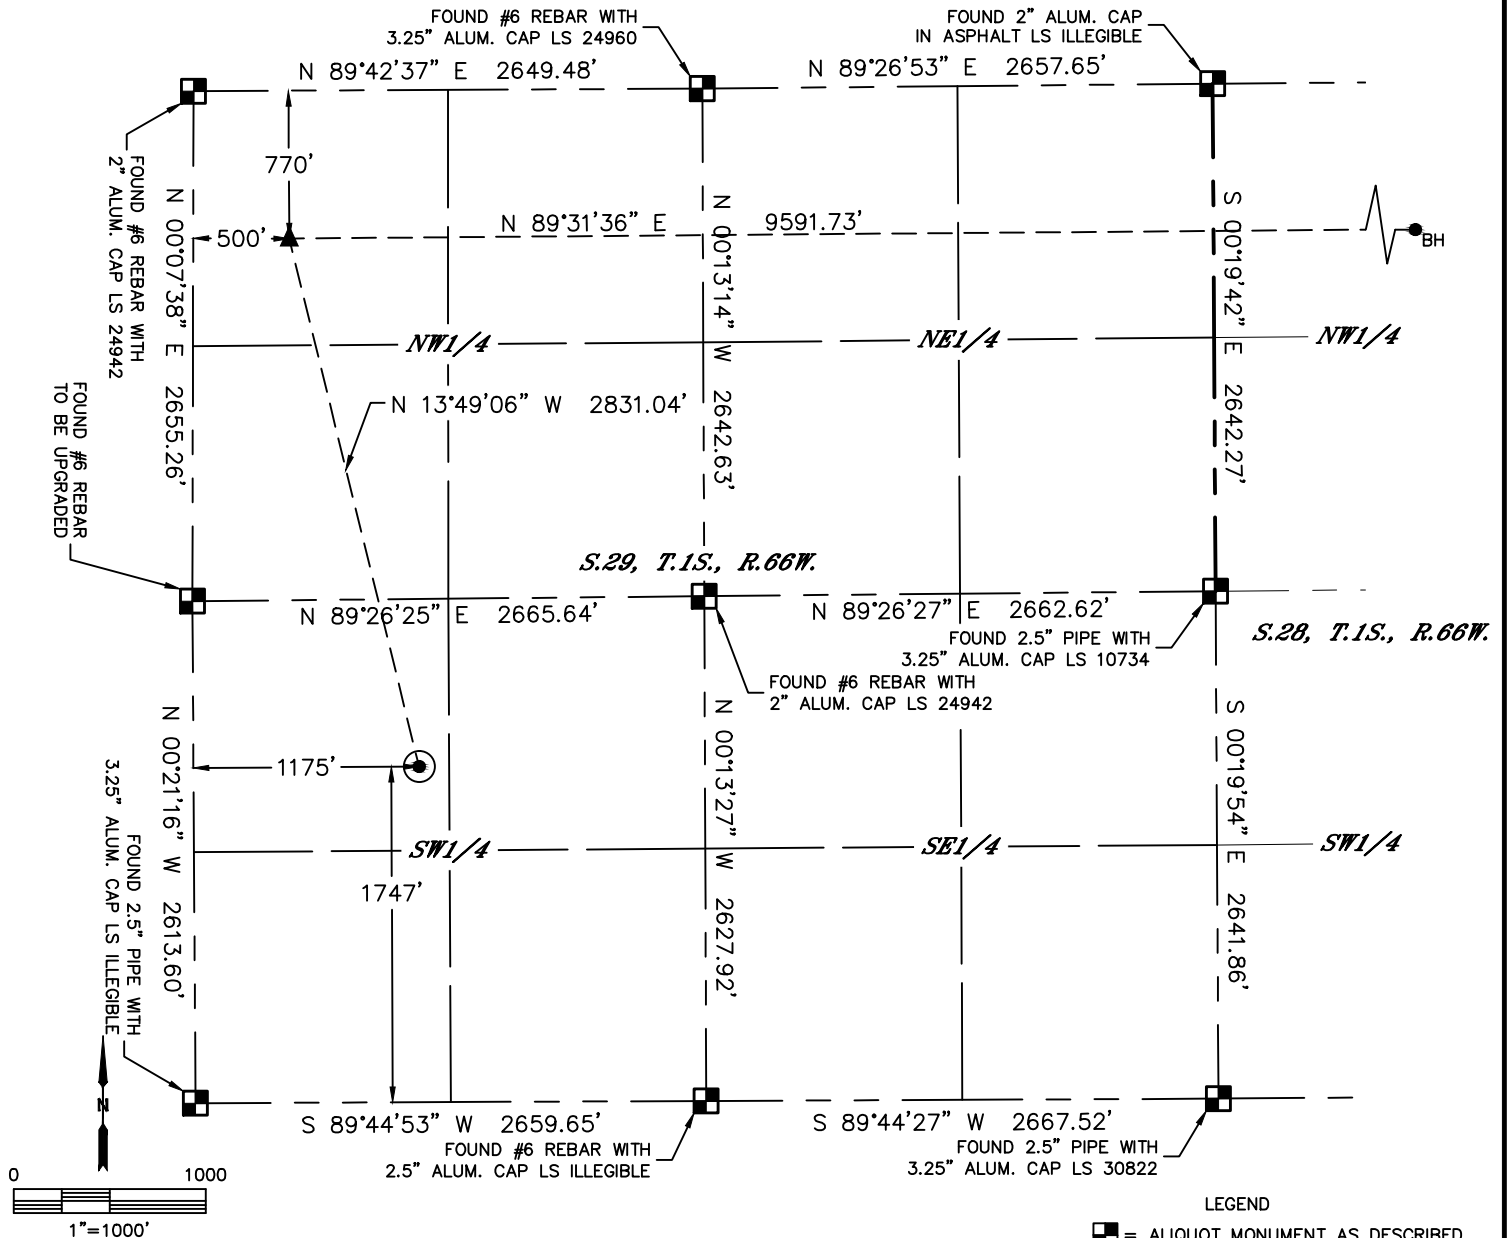 FOUND #6 REBAR WITH
3.25” ALUM. CAP LS 24960
FOUND 2” ALUM. CAP
IN ASPHALT LS ILLEGIBLE
N 89°42’37” E 2649.48’
N 89°26’53” E 2657.65’
770’
FOUND #6 REBAR WITH
2” ALUM. CAP LS 24942
N 00°07’38” E 2655.26’
500’
N 89°31’36” E 9591.73’
N 00°13’14” W 2642.63’
S 00°19’42” E 2642.27’
BH
NW1/4
NE1/4
NW1/4
N 13°49’06” W 2831.04’
FOUND #6 REBAR
TO BE UPGRADED
S.29, T.1S., R.66W.
N 89°26’25” E 2665.64’
N 89°26’27” E 2662.62’
S.28, T.1S., R.66W.
FOUND 2.5” PIPE WITH
3.25” ALUM. CAP LS 10734
FOUND #6 REBAR WITH
2” ALUM. CAP LS 24942
N 00°21’16” W 2613.60’
1175’
N 00°13’27” W 2627.92’
S 00°19’54” E 2641.86’
SW1/4
SE1/4
SW1/4
1747’
FOUND 2.5” PIPE WITH
3.25” ALUM. CAP LS ILLEGIBLE
N
S 89°44’53” W 2659.65’
S 89°44’27” W 2667.52’
FOUND #6 REBAR WITH
2.5” ALUM. CAP LS ILLEGIBLE
FOUND 2.5” PIPE WITH
3.25” ALUM. CAP LS 30822
0 1000
1”=1000’
LEGEND
= ALIQUOT MONUMENT AS DESCRIBED